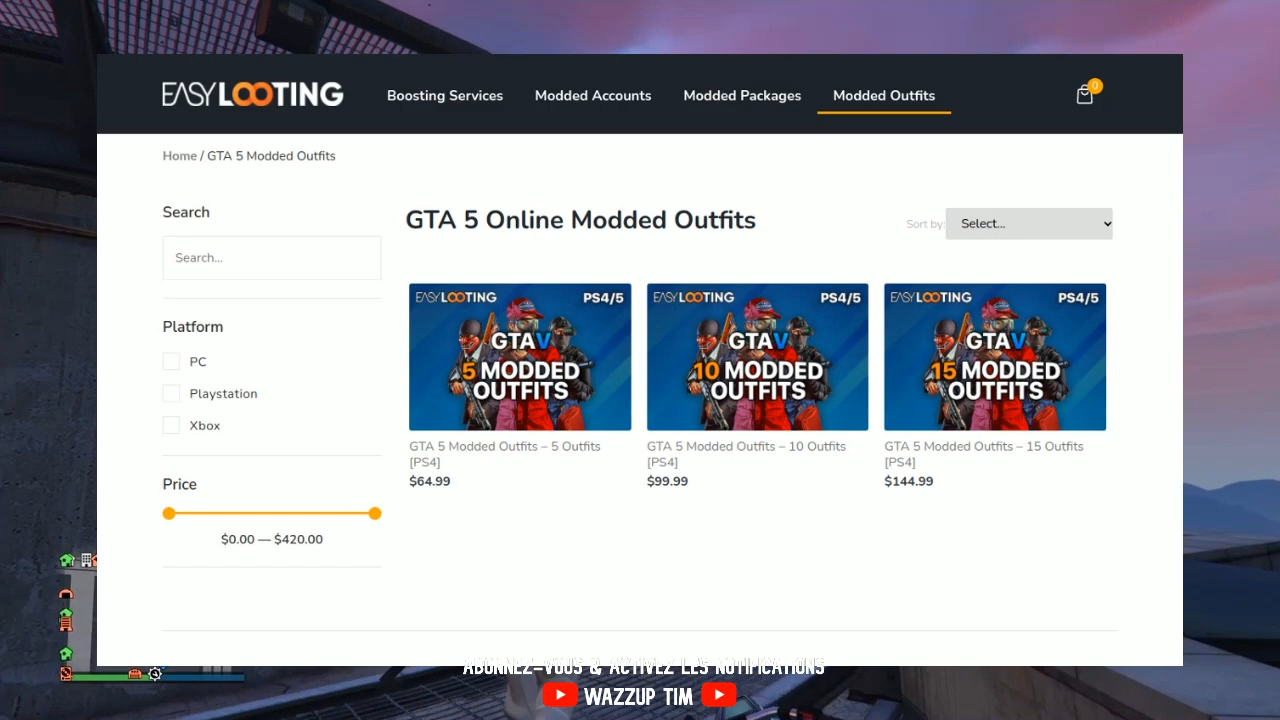 EASYLOOTING
Boosting Services
Modded Accounts
Modded Packages
Modded Outfits
0
Home / GTA 5 Modded Outfits
Search
Search...
Platform
PC
Playstation
Xbox
Price
$0.00 — $420.00
GTA 5 Online Modded Outfits
Sort by:
Select...
EASYLOOTING
PS4/5
GTAV
5 MODDED
OUTFITS
GTA 5 Modded Outfits – 5 Outfits
[PS4]
$64.99
EASYLOOTING
PS4/5
GTAV
10 MODDED
OUTFITS
GTA 5 Modded Outfits – 10 Outfits
[PS4]
$99.99
EASYLOOTING
PS4/5
GTAV
15 MODDED
OUTFITS
GTA 5 Modded Outfits – 15 Outfits
[PS4]
$144.99
ABONNEZ-VOUS & ACTIVEZ LES NOTIFICATIONS
WAZZUP TIM